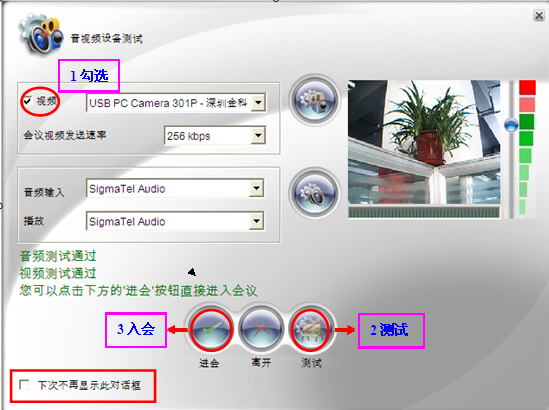 音视频设备测试
1 勾选
视频
USB PC Camera 301P - 深圳金科
会议视频发送速率
256 kbps
音频输入
SigmaTel Audio
播放
SigmaTel Audio
音频测试通过
视频测试通过
您可以点击下方的'进会'按钮直接进入会议
3 入会
2 测试
进会
离开
测试
下次不再显示此对话框